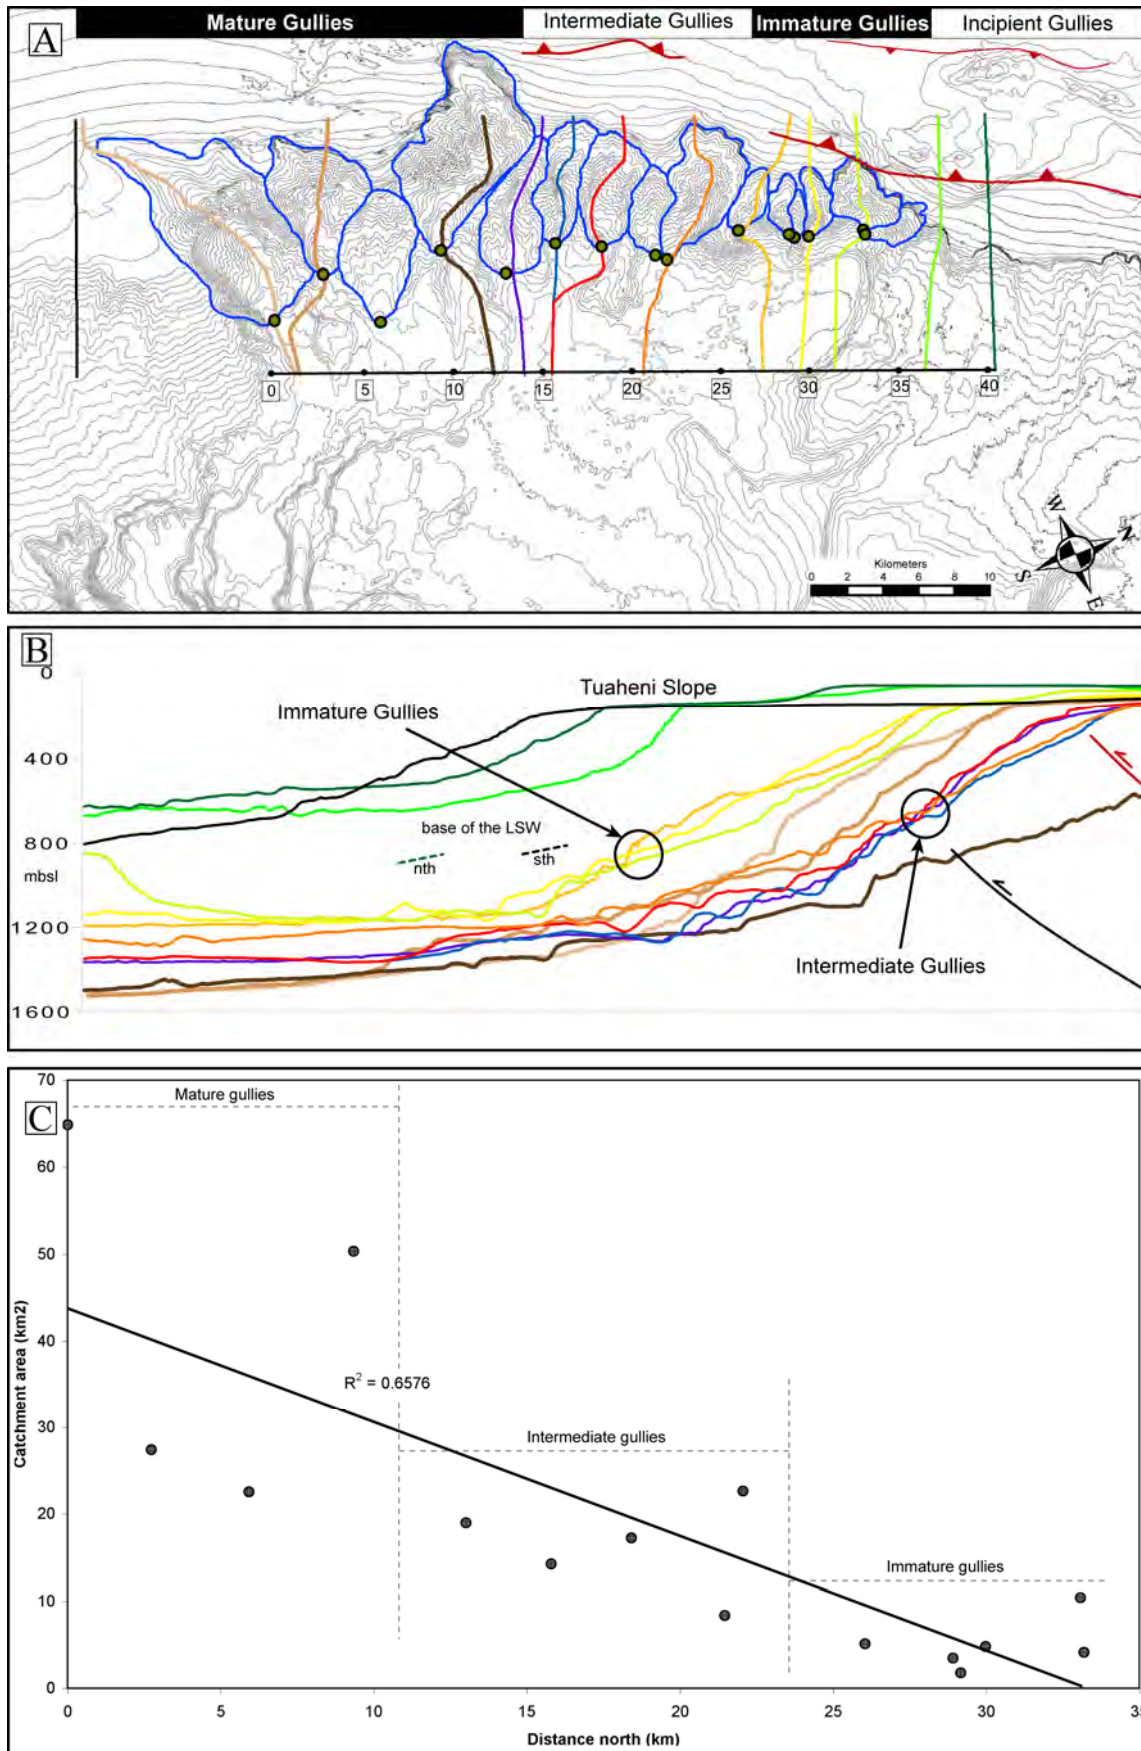 A
Mature Gullies
Intermediate Gullies
Immature Gullies
Incipient Gullies
0 5 10 15 20 25 30 35 40
W N S E
Kilometers
0 2 4 6 8 10
B
0
400
800
mbsl
1200
1600
Tuaheni Slope
Immature Gullies
base of the LSW
nth
sth
Intermediate Gullies
C
Catchment area (km2)
70
60
50
40
30
20
10
0
Mature gullies
R² = 0.6576
Intermediate gullies
Immature gullies
0 5 10 15 20 25 30 35
Distance north (km)